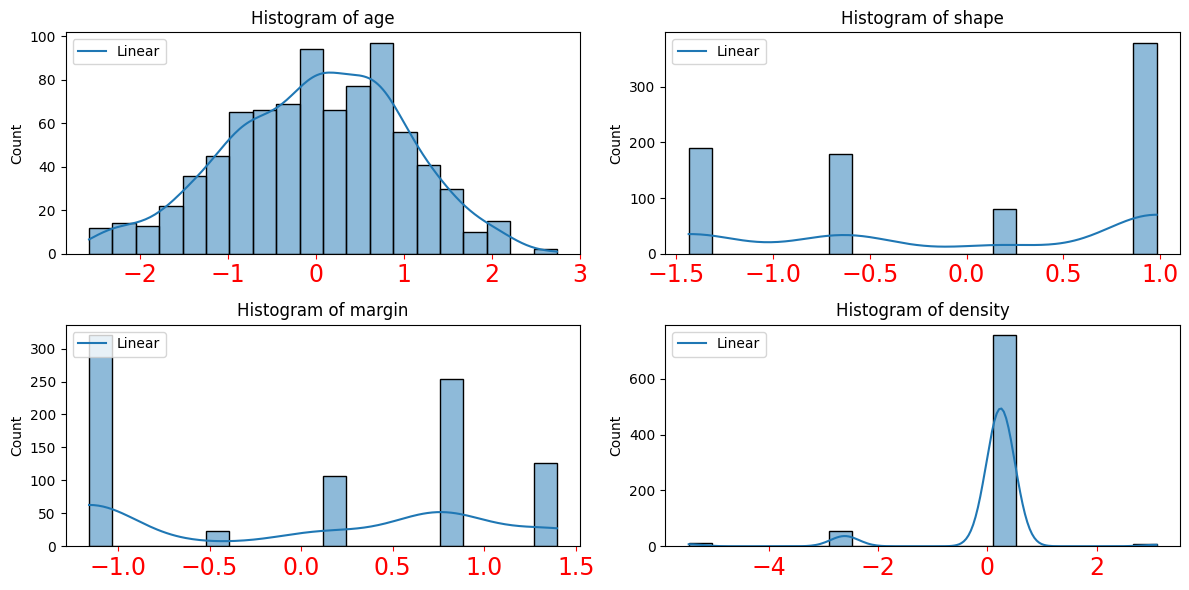 Histogram of age
Linear
Count
100
80
60
40
20
0
−2 −1 0 1 2 3
Histogram of shape
Linear
Count
300
200
100
0
−1.5 −1.0 −0.5 0.0 0.5 1.0
Histogram of margin
Linear
Count
300
250
200
150
100
50
0
−1.0 −0.5 0.0 0.5 1.0 1.5
Histogram of density
Linear
Count
600
400
200
0
−4 −2 0 2